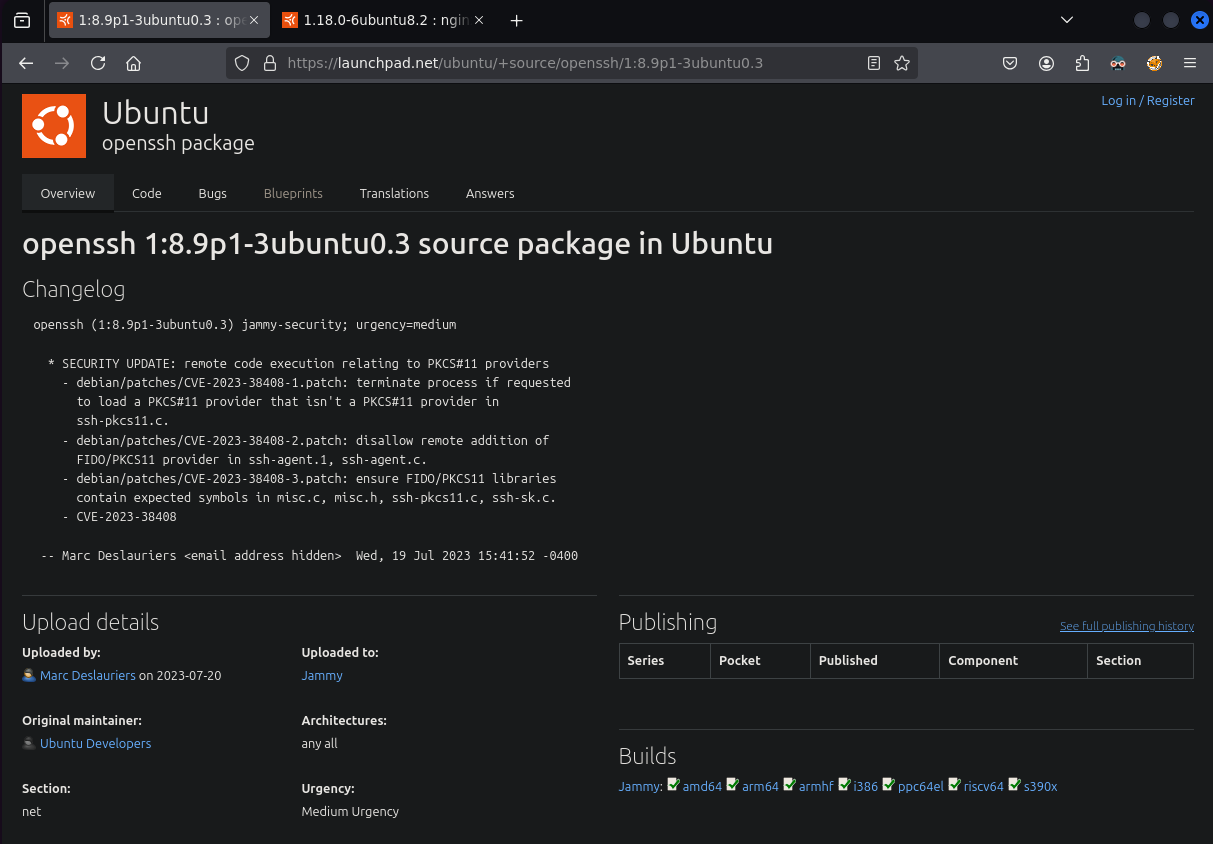 1:8.9p1-3ubuntu0.3 : op
1.18.0-6ubuntu8.2 : ngin
https://launchpad.net/ubuntu/+source/openssh/1:8.9p1-3ubuntu0.3
Log in / Register
Ubuntu
openssh package
Overview Code Bugs Blueprints Translations Answers
openssh 1:8.9p1-3ubuntu0.3 source package in Ubuntu
Changelog
openssh (1:8.9p1-3ubuntu0.3) jammy-security; urgency=medium
* SECURITY UPDATE: remote code execution relating to PKCS#11 providers
- debian/patches/CVE-2023-38408-1.patch: terminate process if requested
to load a PKCS#11 provider that isn't a PKCS#11 provider in
ssh-pkcs11.c.
- debian/patches/CVE-2023-38408-2.patch: disallow remote addition of
FIDO/PKCS11 provider in ssh-agent.1, ssh-agent.c.
- debian/patches/CVE-2023-38408-3.patch: ensure FIDO/PKCS11 libraries
contain expected symbols in misc.c, misc.h, ssh-pkcs11.c, ssh-sk.c.
- CVE-2023-38408
-- Marc Deslauriers <email address hidden>  Wed, 19 Jul 2023 15:41:52 -0400
Upload details
Uploaded by:
Marc Deslauriers on 2023-07-20
Uploaded to:
Jammy
Original maintainer:
Ubuntu Developers
Architectures:
any all
Section:
net
Urgency:
Medium Urgency
Publishing
See full publishing history
Series Pocket Published Component Section
Builds
Jammy: amd64 arm64 armhf i386 ppc64el riscv64 s390x